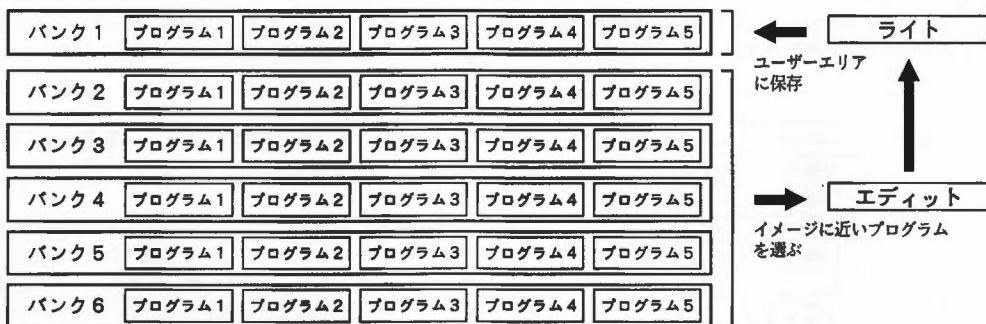 バンク1 プログラム1 プログラム2 プログラム3 プログラム4 プログラム5
ライト
ユーザーエリア
に保存
バンク2 プログラム1 プログラム2 プログラム3 プログラム4 プログラム5
バンク3 プログラム1 プログラム2 プログラム3 プログラム4 プログラム5
バンク4 プログラム1 プログラム2 プログラム3 プログラム4 プログラム5
エディット
イメージに近いプログラム
を選ぶ
バンク5 プログラム1 プログラム2 プログラム3 プログラム4 プログラム5
バンク6 プログラム1 プログラム2 プログラム3 プログラム4 プログラム5